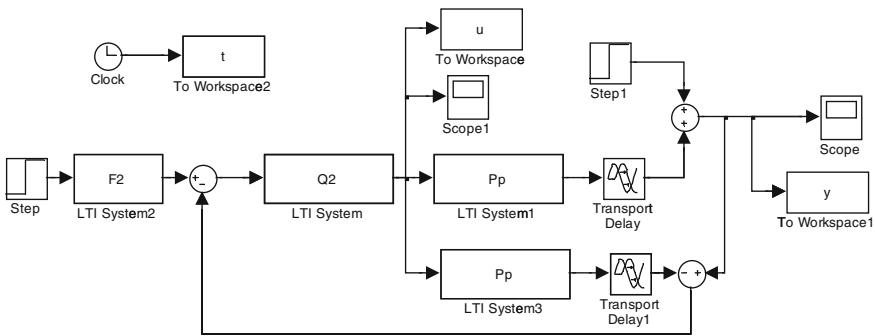 t
Clock
To Workspace2
u
To Workspace
Scope1
Step1
+
+
Scope
Step
F2
LTI System2
+
−
Q2
LTI System
Pp
LTI System1
Transport
Delay
y
To Workspace1
Pp
LTI System3
Transport
Delay1
− +